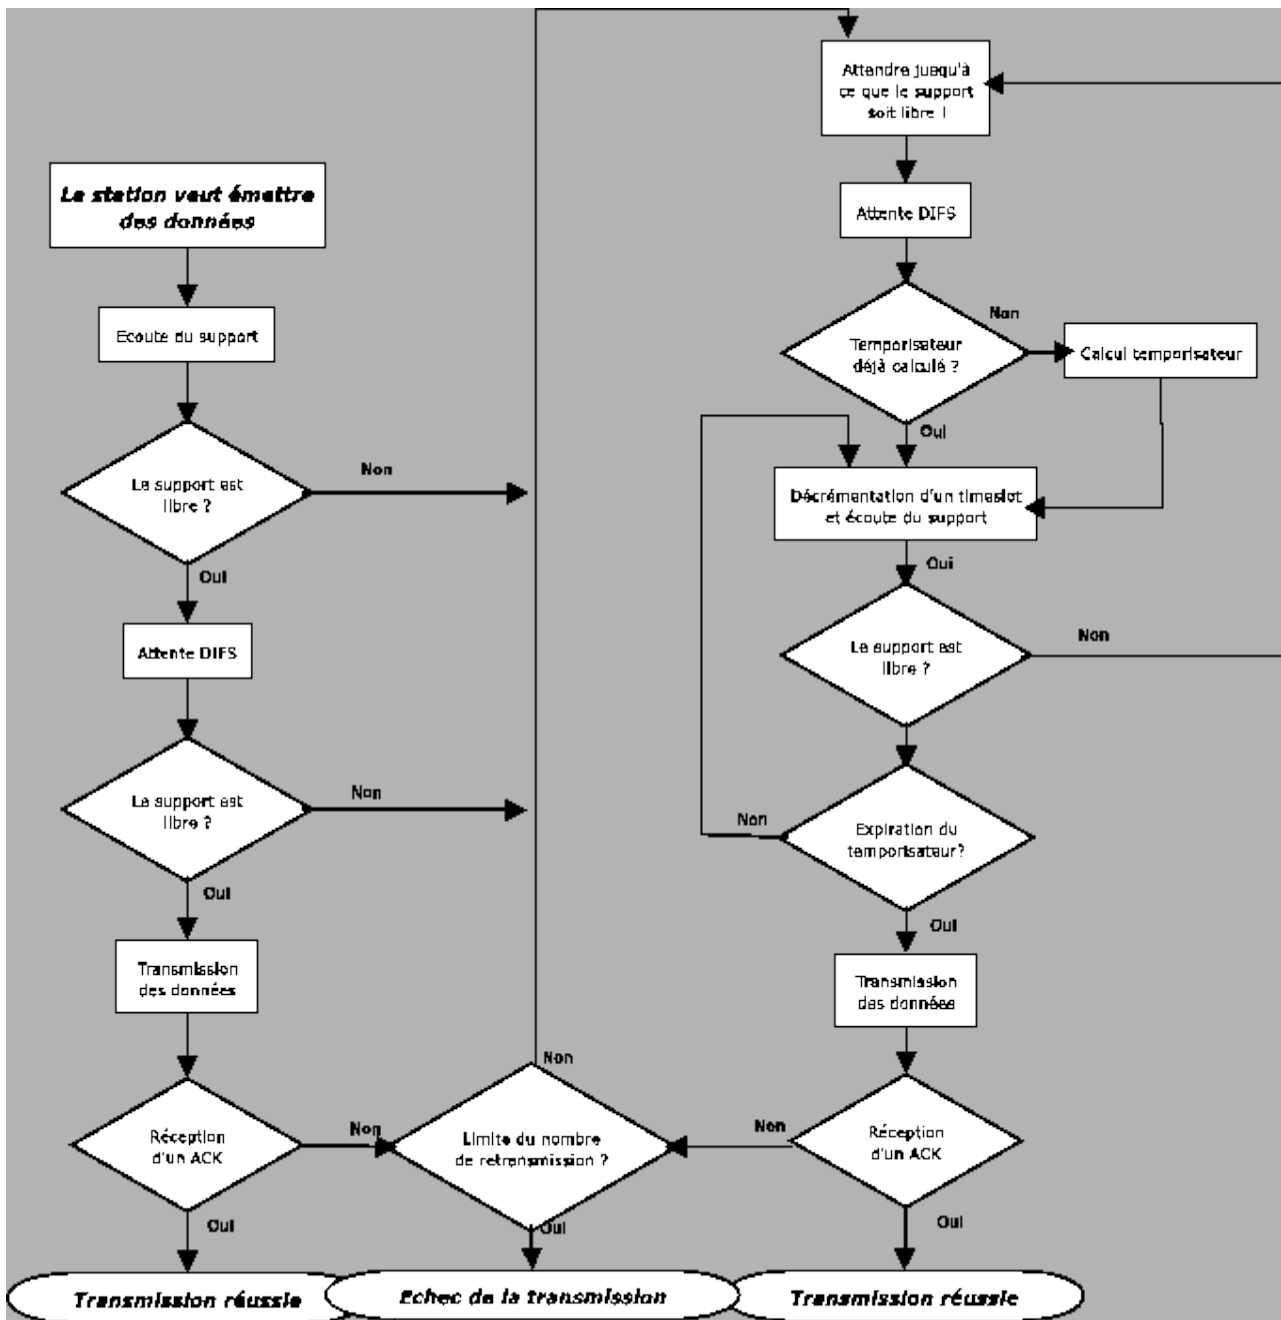 La station veut émettre
des données
Ecoute du support
Le support est
libre ?
Non
Oui
Attente DIFS
Le support est
libre ?
Non
Oui
Transmission
des données
Réception
d'un ACK
Non
Oui
Transmission réussie
Non
Limite du nombre
de retransmission ?
Oui
Echec de la transmission
Attendre jusqu'à
ce que le support
soit libre !
Attente DIFS
Temporisateur
déjà calculé ?
Non
Calcul temporisateur
Oui
Décrémentation d'un timeslot
et écoute du support
Oui
Le support est
libre ?
Non
Expiration du
temporisateur?
Non
Oui
Transmission
des données
Réception
d'un ACK
Non
Oui
Transmission réussie